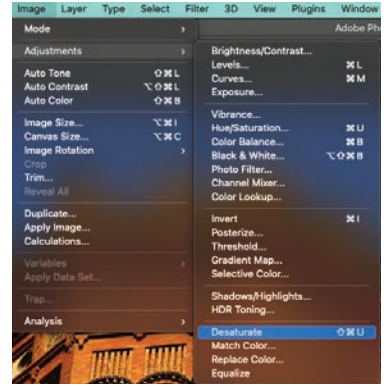 Image Layer Type Select Filter 3D View Plugins Window
Adobe Pho
Mode >
Adjustments >
Auto Tone ⇧⌘L
Auto Contrast ⌥⇧⌘L
Auto Color ⇧⌘B
Image Size... ⌥⌘I
Canvas Size... ⌥⌘C
Image Rotation >
Crop
Trim...
Reveal All
Duplicate...
Apply Image...
Calculations...
Variables >
Apply Data Set...
Trap...
Analysis >
Brightness/Contrast...
Levels... ⌘L
Curves... ⌘M
Exposure...
Vibrance...
Hue/Saturation... ⌘U
Color Balance... ⌘B
Black & White... ⌥⇧⌘B
Photo Filter...
Channel Mixer...
Color Lookup...
Invert ⌘I
Posterize...
Threshold...
Gradient Map...
Selective Color...
Shadows/Highlights...
HDR Toning...
Desaturate ⇧⌘U
Match Color...
Replace Color...
Equalize